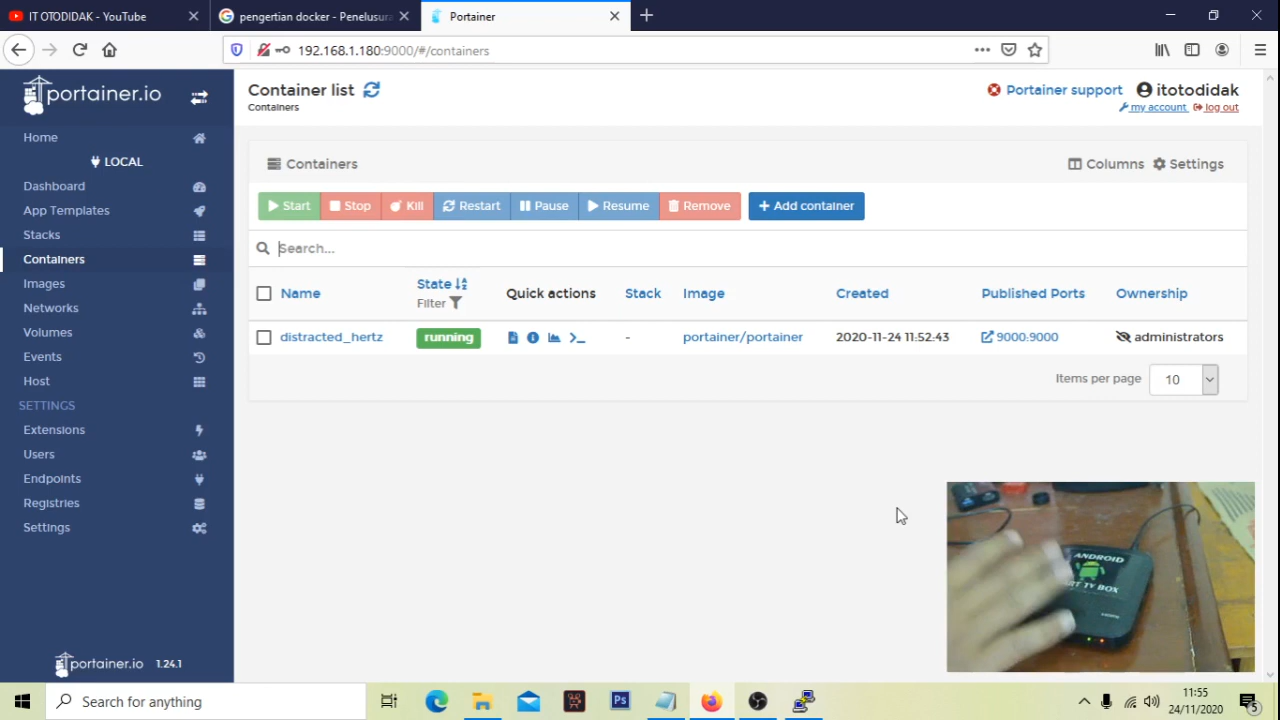 IT OTODIDAK - YouTube
pengertian docker - Penelusura
Portainer
192.168.1.180:9000/#/containers
portainer.io
Home
LOCAL
Dashboard
App Templates
Stacks
Containers
Images
Networks
Volumes
Events
Host
SETTINGS
Extensions
Users
Endpoints
Registries
Settings
portainer.io 1.24.1
Container list
Containers
Portainer support
itotodidak
my account log out
Containers
Columns Settings
Start Stop Kill Restart Pause Resume Remove Add container
Search...
Name State Filter Quick actions Stack Image Created Published Ports Ownership
distracted_hertz running - portainer/portainer 2020-11-24 11:52:43 9000:9000 administrators
Items per page 10
ANDROID
RT TV BOX
Search for anything
Ps
11:55
24/11/2020
5